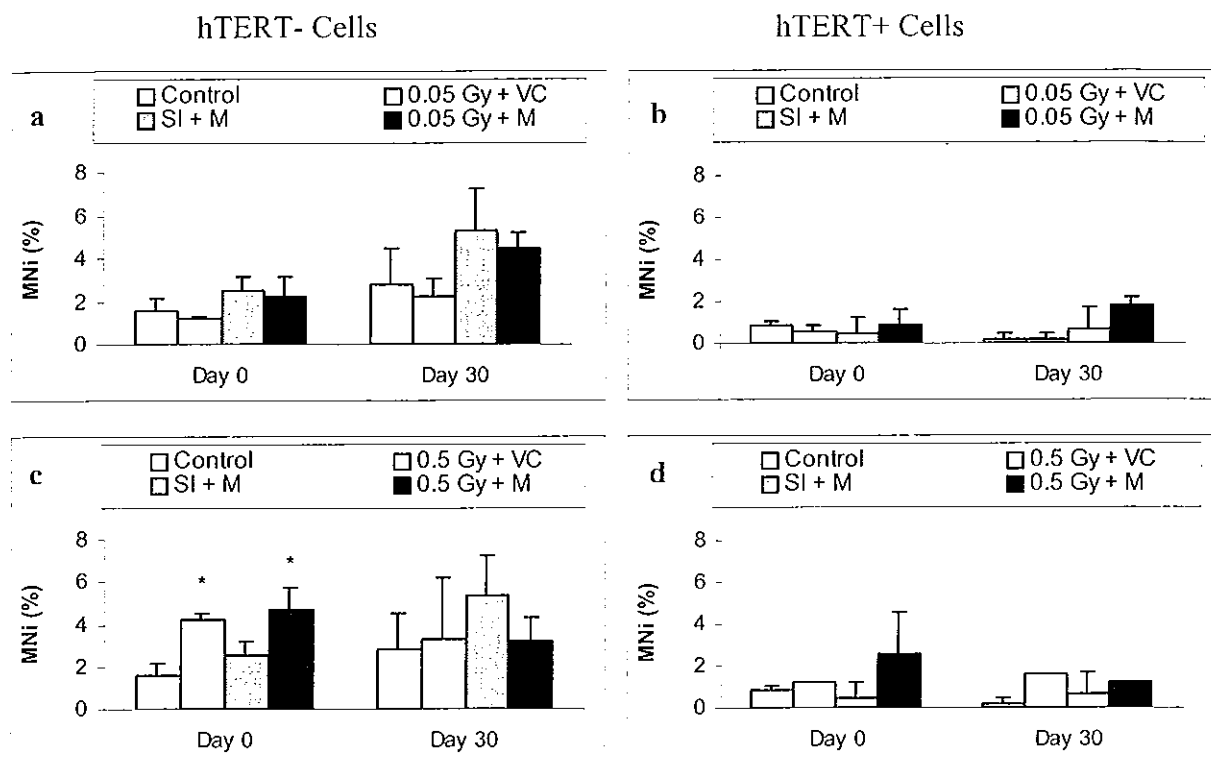 hTERT- Cells
hTERT+ Cells
a
Control
0.05 Gy + VC
SI + M
0.05 Gy + M
MNi (%)
8
6
4
2
0
Day 0
Day 30
b
Control
0.05 Gy + VC
SI + M
0.05 Gy + M
MNi (%)
8
6
4
2
0
Day 0
Day 30
c
Control
0.5 Gy + VC
SI + M
0.5 Gy + M
MNi (%)
8
6
4
2
0
*
*
Day 0
Day 30
d
Control
0.5 Gy + VC
SI + M
0.5 Gy + M
MNi (%)
8
6
4
2
0
Day 0
Day 30